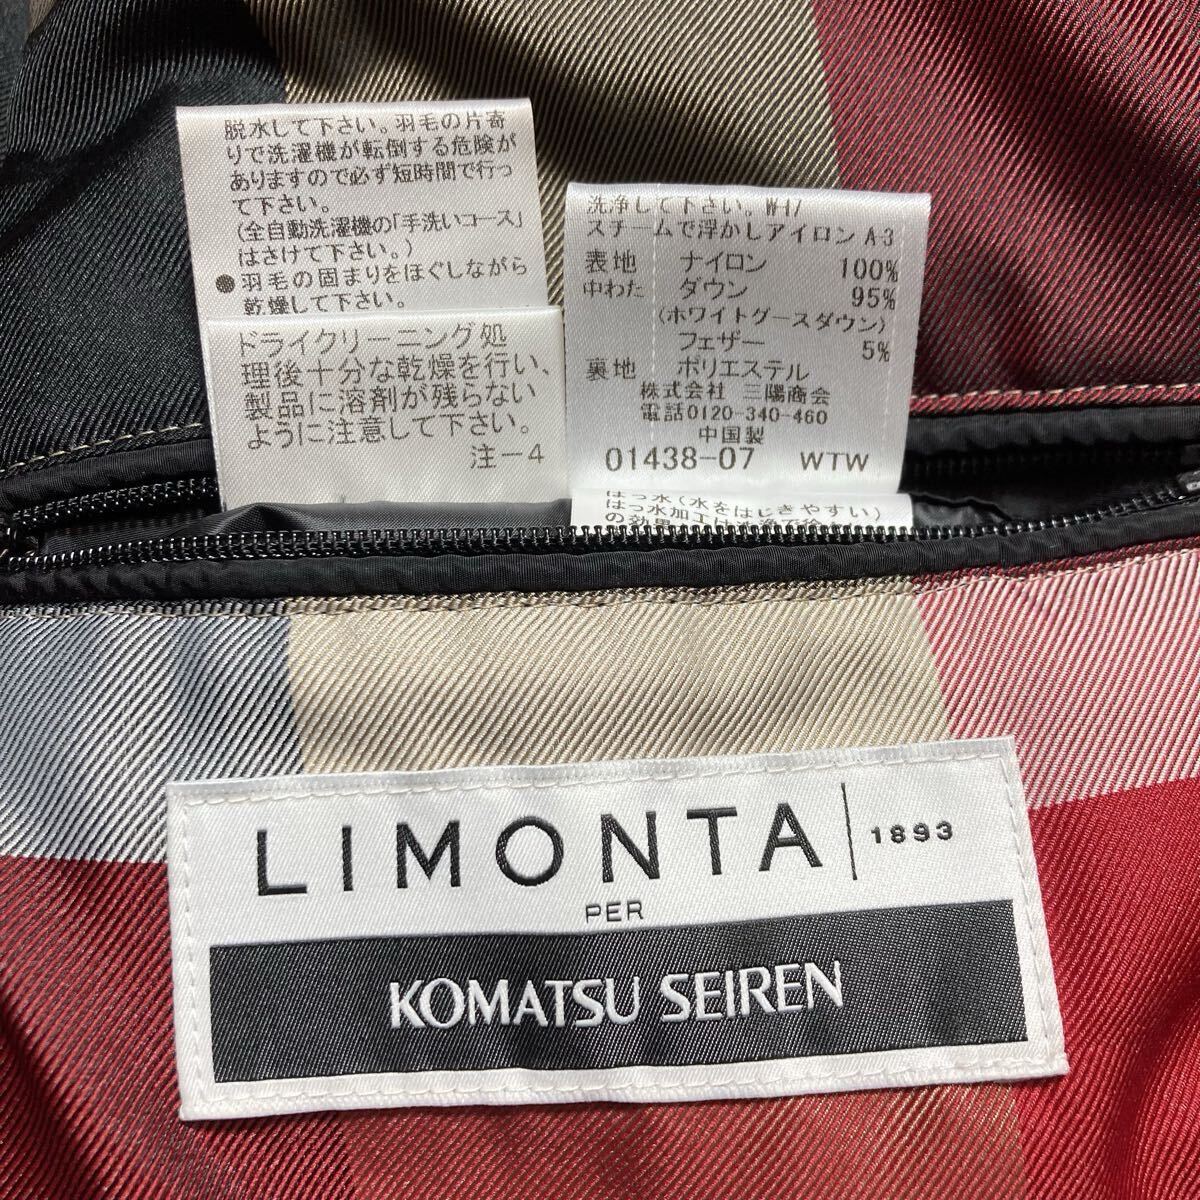 脱水して下さい。羽毛の片寄
りで洗濯機が転倒する危険が
ありますので必ず短時間で行っ
て下さい。
(全自動洗濯機の「手洗いコース」
はさけて下さい。)
●羽毛の固まりをほぐしながら
乾燥して下さい。
ドライクリーニング処
理後十分な乾燥を行い、
製品に溶剤が残らない
ように注意して下さい。
注-4
洗浄して下さい。W47
スチームで浮かしアイロン A-3
表地 ナイロン 100%
中わた ダウン 95%
(ホワイトグースダウン)
フェザー 5%
裏地 ポリエステル
株式会社 三陽商会
電話0120-340-460
中国製
01438-07 WTW
はっ水(水をはじきやすい)
はっ水加工は
の効果
LIMONTA 1893
PER
KOMATSU SEIREN